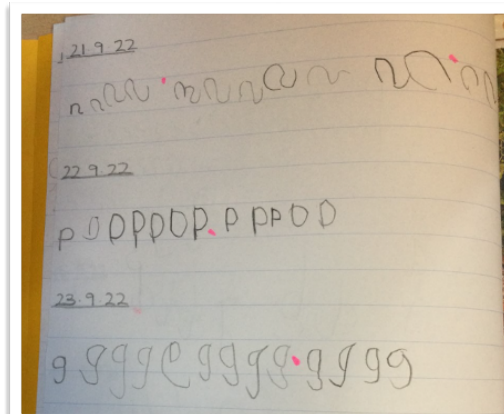 21.9.22
n n n n n n n n n n n n n n n
22.9.22
p p p p p p p p p p p p
23.9.22
g g g g g g g g g g g g g